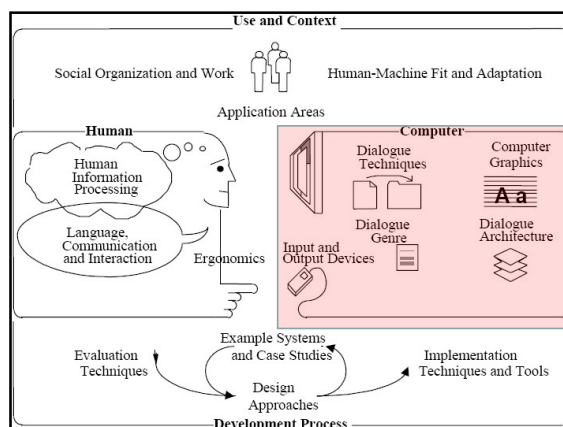 Use and Context
Social Organization and Work
Human-Machine Fit and Adaptation
Application Areas
Human
Computer
Human
Information
Processing
Language,
Communication
and Interaction
Ergonomics
Dialogue
Techniques
Computer
Graphics
A a
Dialogue
Genre
Dialogue
Architecture
Input and
Output Devices
Example Systems
and Case Studies
Evaluation
Techniques
Implementation
Techniques and Tools
Design
Approaches
Development Process